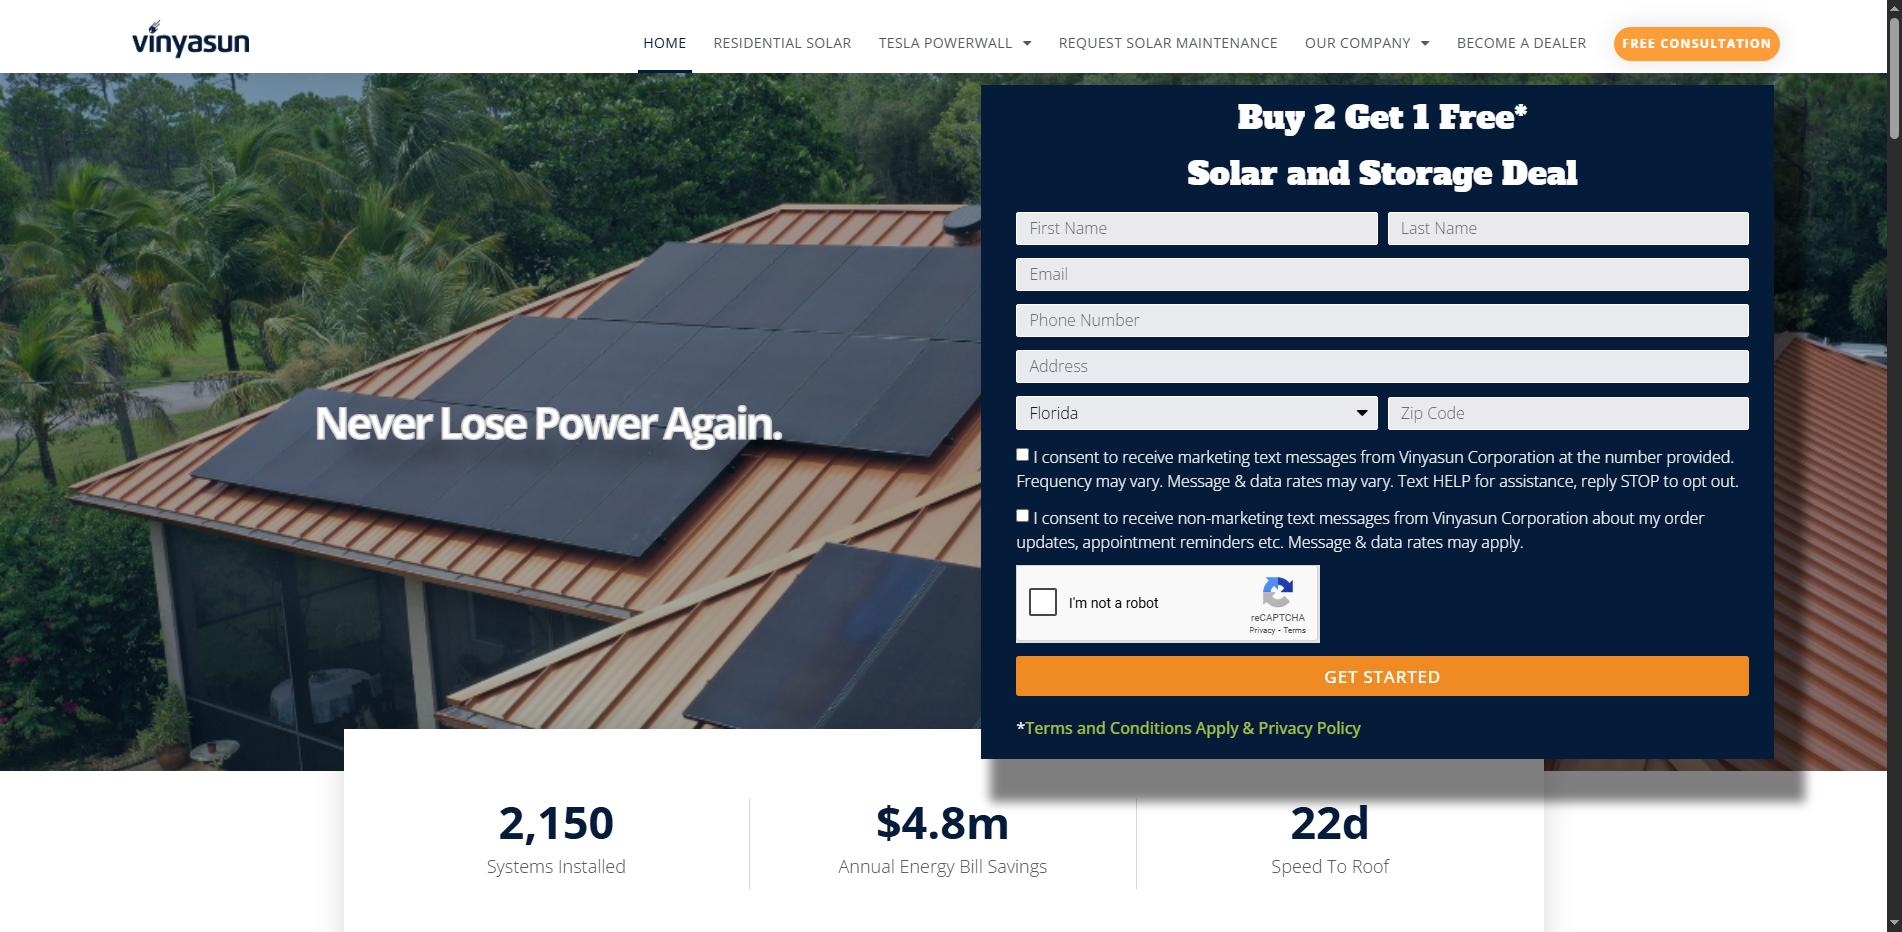 vinyasun
HOME
RESIDENTIAL SOLAR
TESLA POWERWALL
REQUEST SOLAR MAINTENANCE
OUR COMPANY
BECOME A DEALER
FREE CONSULTATION
Never Lose Power Again.
Buy 2 Get 1 Free*
Solar and Storage Deal
First Name
Last Name
Email
Phone Number
Address
Florida
Zip Code
I consent to receive marketing text messages from Vinyasun Corporation at the number provided.
Frequency may vary. Message & data rates may vary. Text HELP for assistance, reply STOP to opt out.
I consent to receive non-marketing text messages from Vinyasun Corporation about my order
updates, appointment reminders etc. Message & data rates may apply.
I'm not a robot
reCAPTCHA
Privacy - Terms
GET STARTED
*Terms and Conditions Apply & Privacy Policy
2,150
Systems Installed
$4.8m
Annual Energy Bill Savings
22d
Speed To Roof